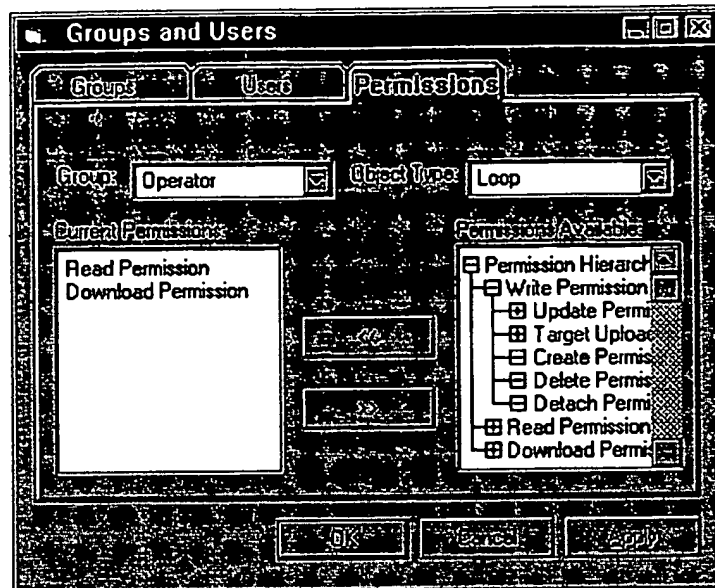 Groups and Users
Groups Users Permissions
Group: Operator Object Type: Loop
Current Permissions: Permissions Available:
Read Permission
Download Permission
Permission Hierarch
Write Permission
Update Permi
Target Upload
Create Permis
Delete Permis
Detach Permi
Read Permission
Download Permis
<<
>>
OK Cancel Apply